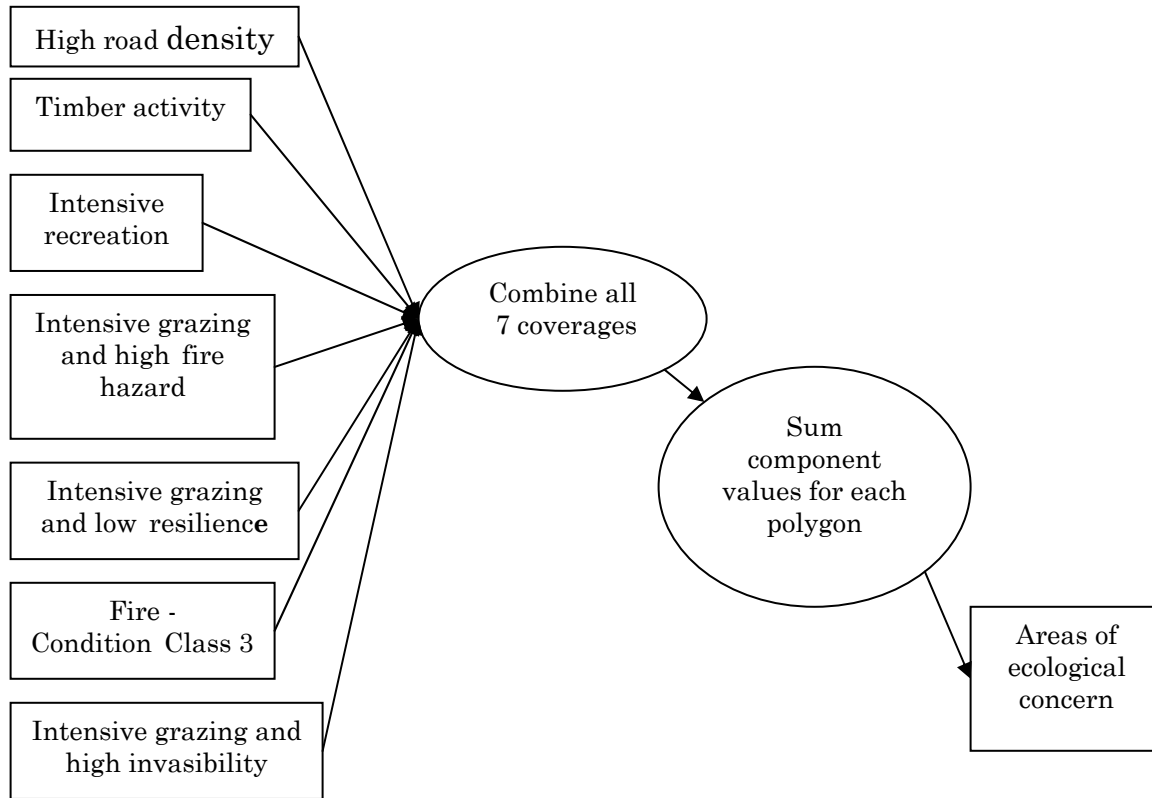 High road density
Timber activity
Intensive
recreation
Intensive grazing
and high fire
hazard
Intensive grazing
and low resilience
Fire -
Condition Class 3
Intensive grazing and
high invasibility
Combine all
7 coverages
Sum
component
values for each
polygon
Areas of
ecological
concern